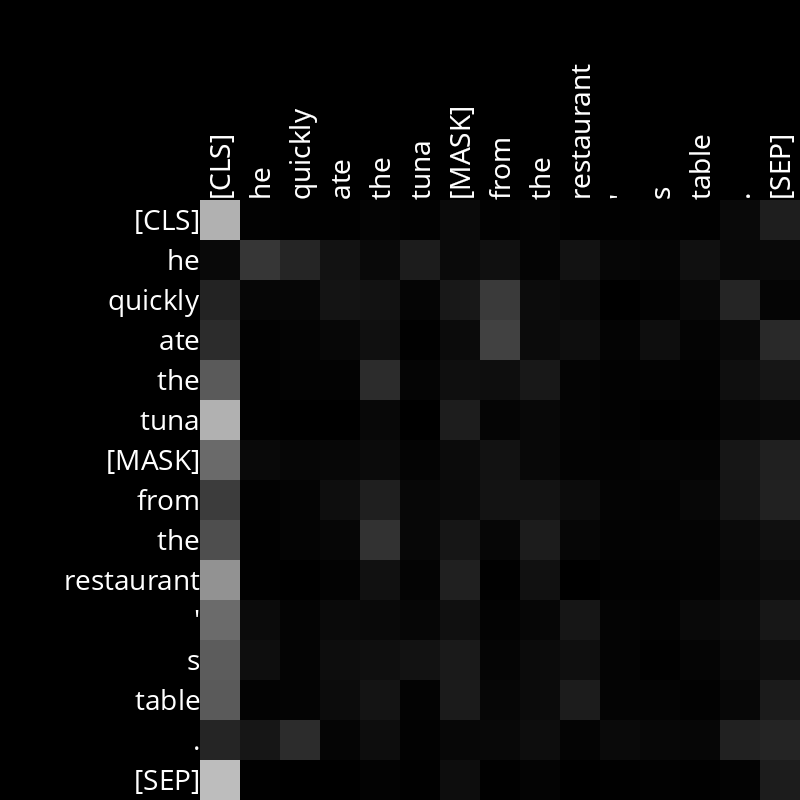 [CLS] he quickly ate the tuna [MASK] from the restaurant ' s table . [SEP]
[CLS]
he
quickly
ate
the
tuna
[MASK]
from
the
restaurant
'
s
table
.
[SEP]